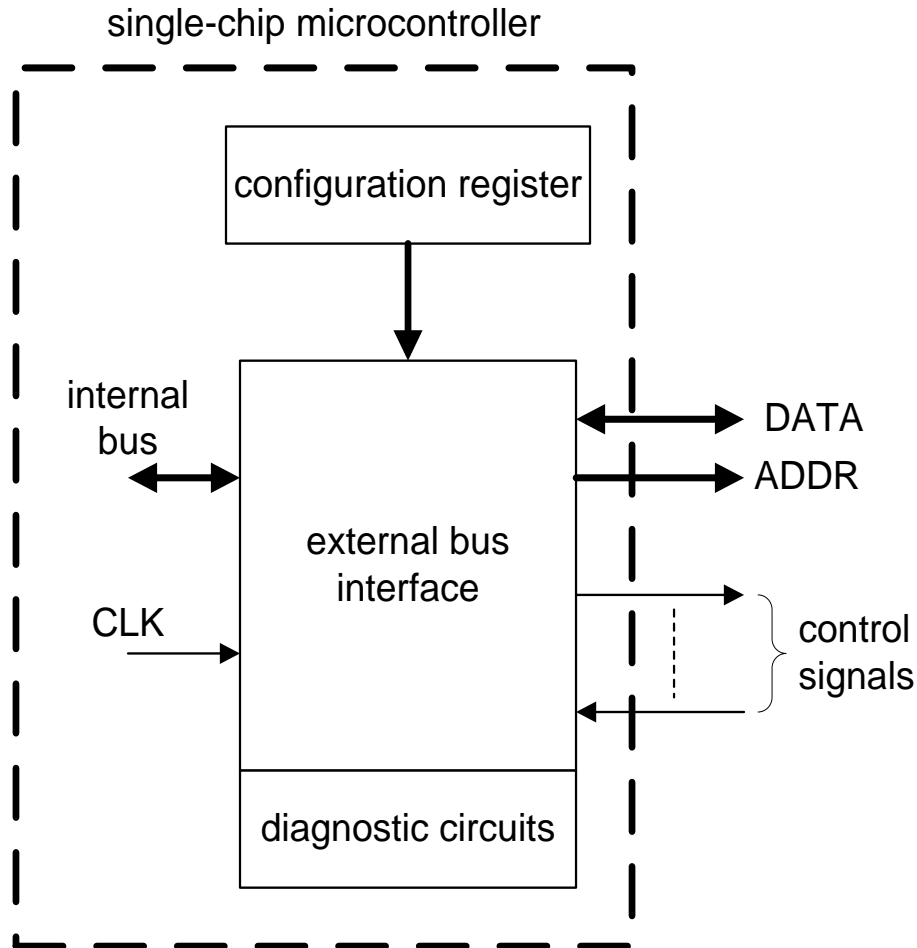 single-chip microcontroller
configuration register
internal
bus
DATA
ADDR
external bus
interface
CLK
control
signals
diagnostic circuits